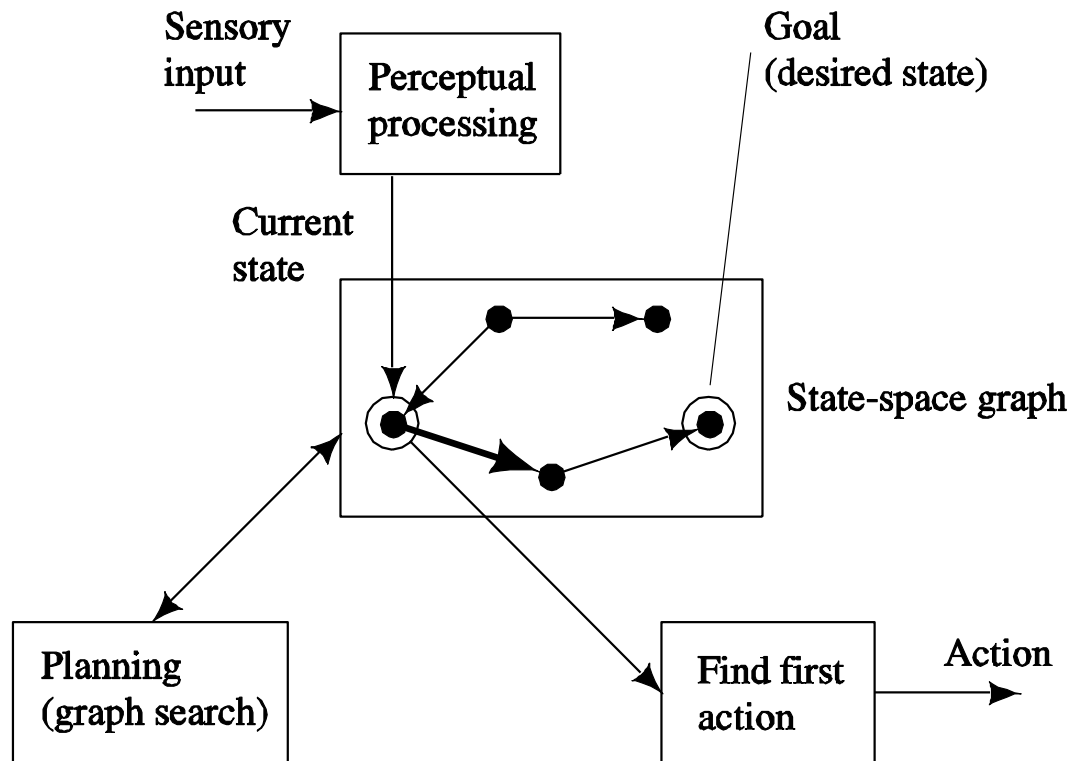 Sensory
input
Perceptual
processing
Goal
(desired state)
Current
state
State-space graph
Planning
(graph search)
Find first
action
Action